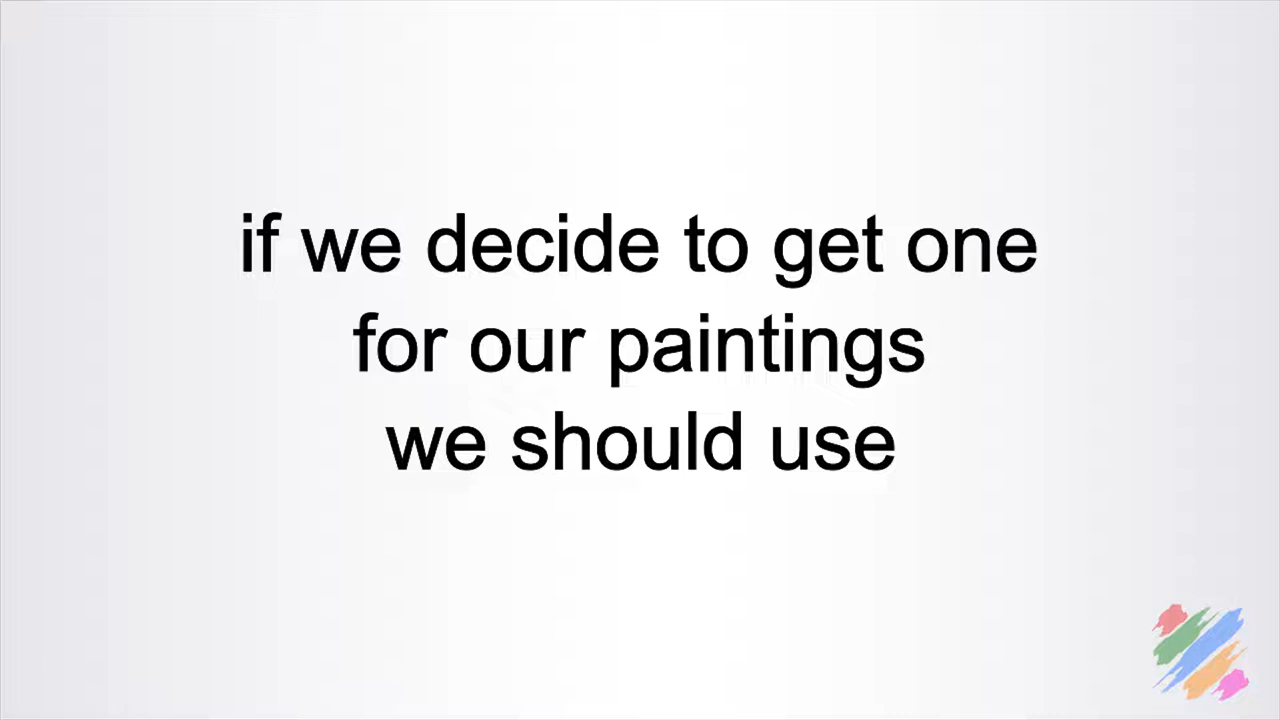 if we decide to get one
for our paintings
we should use